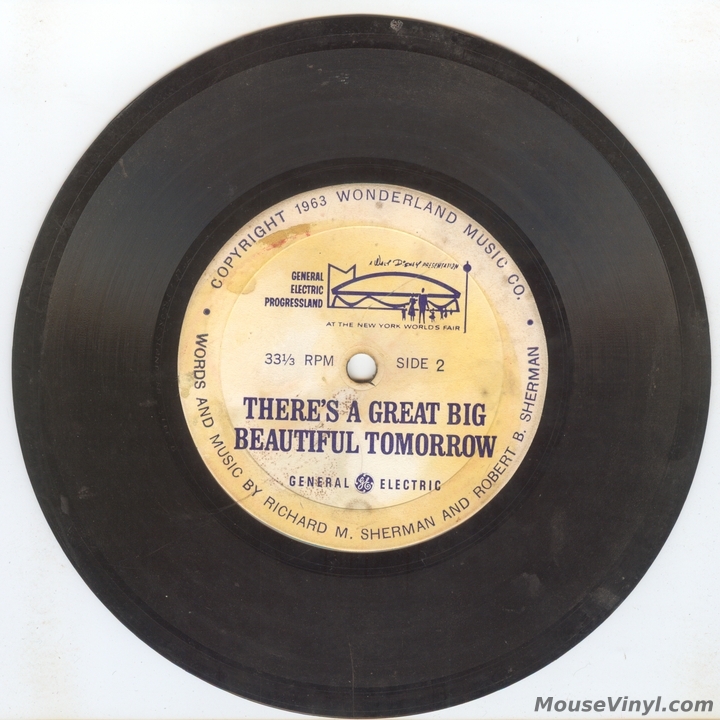 COPYRIGHT 1963 WONDERLAND MUSIC CO.
A Walt Disney PRESENTATION
GENERAL
ELECTRIC
PROGRESSLAND
AT THE NEW YORK WORLD'S FAIR
33⅓ RPM SIDE 2
THERE'S A GREAT BIG
BEAUTIFUL TOMORROW
GENERAL GE ELECTRIC
• WORDS AND MUSIC BY RICHARD M. SHERMAN AND ROBERT B. SHERMAN •
MouseVinyl.com